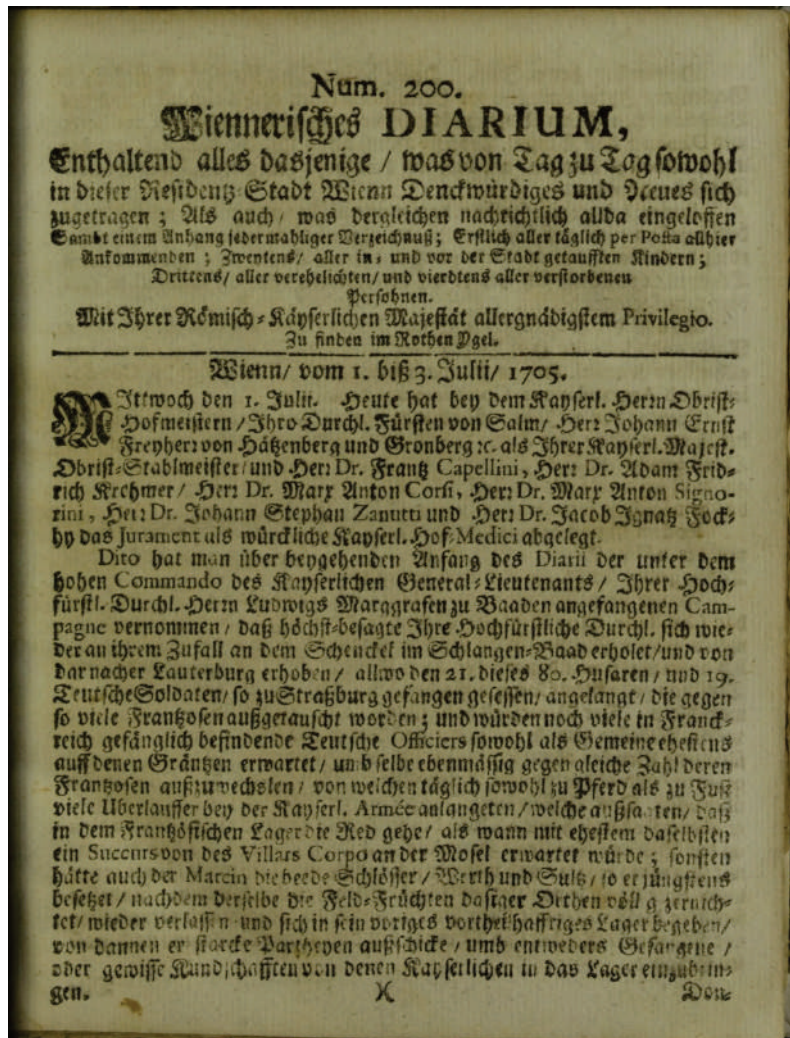 Num. 200.
Wiennerisches DIARIUM,
Enthaltend alles dasjenige / was von Tag zu Tag sowohl
in dieser Residentz-Stadt Wienn Denckwürdiges und Neues sich
zugetragen ; Als auch / was dergleichen nachrichtlich allda eingeloffen
Sambt einem Anhang jedermahliger Verzeichnuß ; Erstlich aller täglich per Posta allhier
Ankommenden ; Zweytens / aller in, und vor der Stadt getaufften Kindern ;
Drittens / aller verehelichten / und vierdtens aller verstorbenen
Persohnen.
Mit Ihrer Römisch-Kayserlichen Majestät allergnädigstem Privilegio.
Zu finden im Rothen Ygel.
Wienn / vom 1. biß 3. Julii / 1705.
MIttwoch den 1. Julii. Heute hat bey dem Kayserl. Herrn Obrist-
Hofmeistern / Ihro Durchl. Fürsten von Salm / Herr Johann Ernst
Freyherr von Hätzenberg und Gronberg ꝛc. als Ihrer Kayserl. Majest.
Obrist-Stablmeister / und Herr Dr. Frantz Capellini, Herr Dr. Adam Frid-
rich Krehmer / Herr Dr. Marx Anton Corsi, Herr Dr. Marx Anton Signo-
rini, Herr Dr. Johann Stephan Zanutti und Herr Dr. Jacob Ignatz Fock-
hy das Jurament als würckliche Kayserl. Hof-Medici abgelegt.
Dito hat man über beygehenden Anfang des Diarii der unter dem
hohen Commando des Kayserlichen General-Lieutenants / Ihrer Hoch-
fürstl. Durchl. Herrn Ludwigs Marggrafen zu Baaden angefangenen Cam-
pagne vernommen / daß höchst-besagte Ihre Hochfürstliche Durchl. sich wie-
der an ihrem Zufall an dem Schenckel im Schlangen-Baad erholet / und von
dar nacher Lauterburg erhoben / allwo den 21. dieses 80. Husaren / und 19.
Teutsche Soldaten / so zu Straßburg gefangen gesessen / angelangt / die gegen
so viele Frantzosen außgetauscht worden ; und würden noch viele in Franck-
reich gefänglich befindende Teutsche Officiers sowohl als Gemeine ehestens
auff denen Gräntzen erwartet / umb selbe ebenmässig gegen gleiche Zahl deren
Frantzosen außzuwechslen / von welchen täglich sowohl zu Pferd als zu Fuß
viele Uberlauffer bey der Kayserl. Armée anlangeten / welche außsagten / daß
in dem Frantzösischen Lager die Red gehe / als wann mit ehestem daselbsten
ein Succurs von des Villars Corpo an der Mosel erwartet würde ; sonsten
hätte auch der Marcin die beede Schlösser / Werth und Sultz / so er jüngstens
besetzet / nachdem derselbe die Feld-Früchten dasiger Orthen völlig zernich-
tet / wieder verlassen und sich in sein voriges vortheilhafftiges Lager begeben /
von dannen er starcke Partheyen außschicke / umb entweders Gefangene /
oder gewisse Kundschafften von denen Kayserlichen in das Lager einzubrin-
gen. X Don-